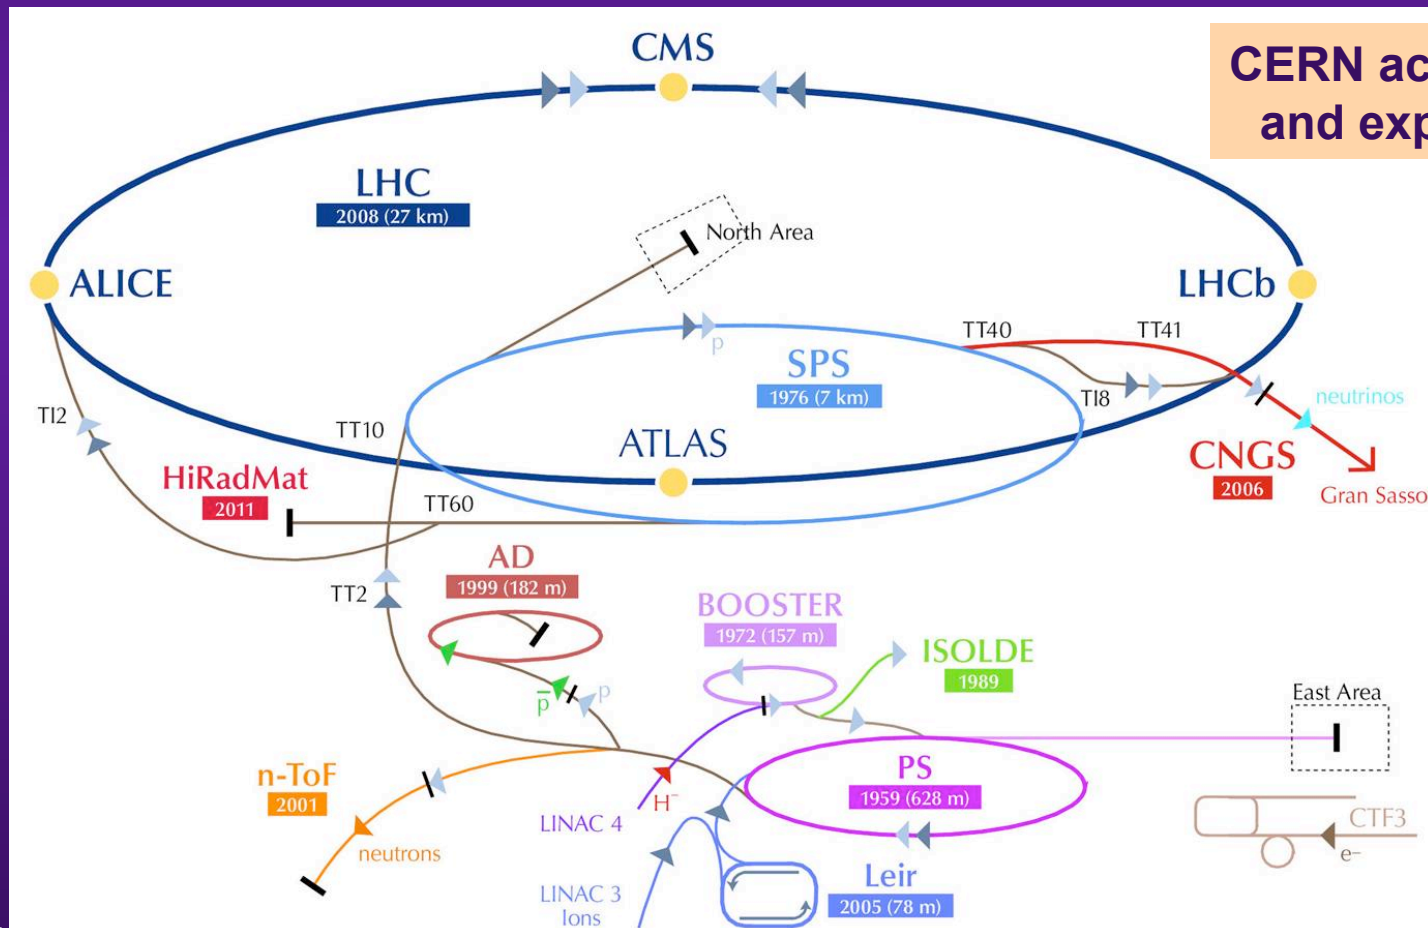 CMS
CERN ac
and exp
LHC
2008 (27 km)
North Area
ALICE
LHCb
p
TT40
TT41
SPS
1976 (7 km)
TI8
neutrinos
TI2
TT10
ATLAS
CNGS
2006
Gran Sasso
HiRadMat
2011
TT60
AD
1999 (182 m)
TT2
BOOSTER
1972 (157 m)
ISOLDE
1989
East Area
p̅
p
n-ToF
2001
PS
1959 (628 m)
H⁻
LINAC 4
CTF3
e⁻
neutrons
LINAC 3
Ions
Leir
2005 (78 m)